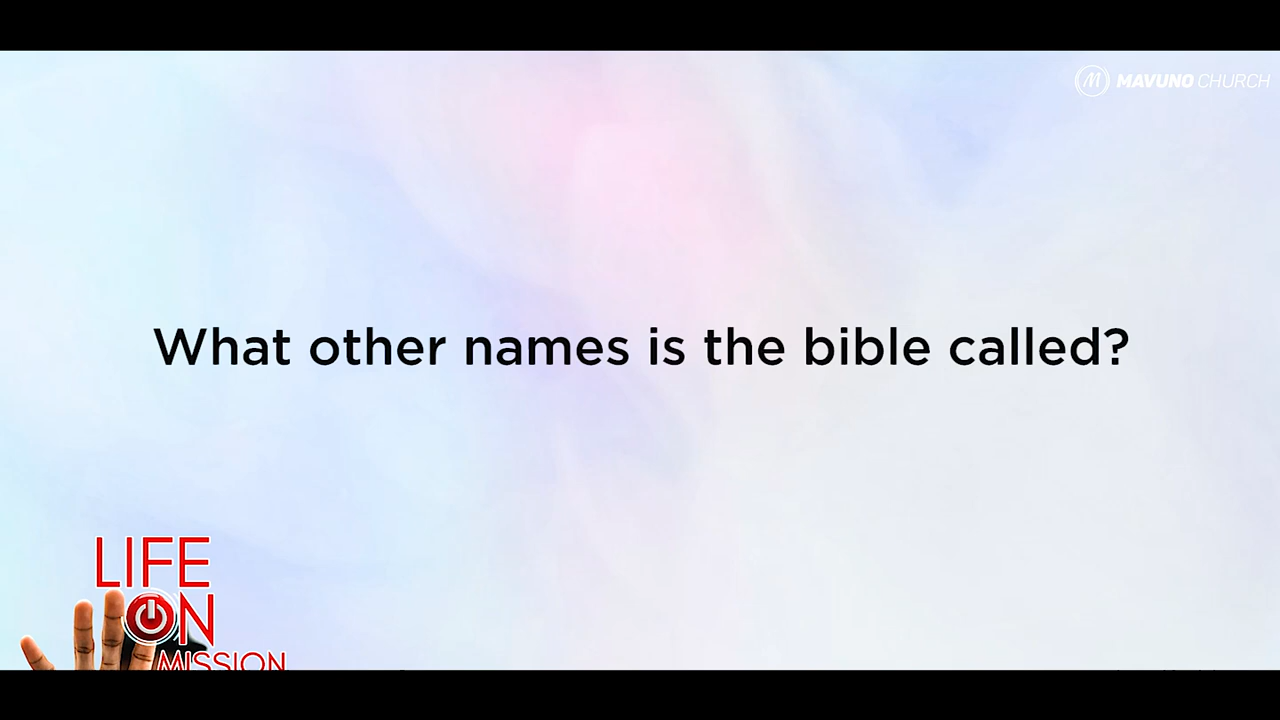 MAVUNO CHURCH
What other names is the bible called?
LIFE
ON
MISSION